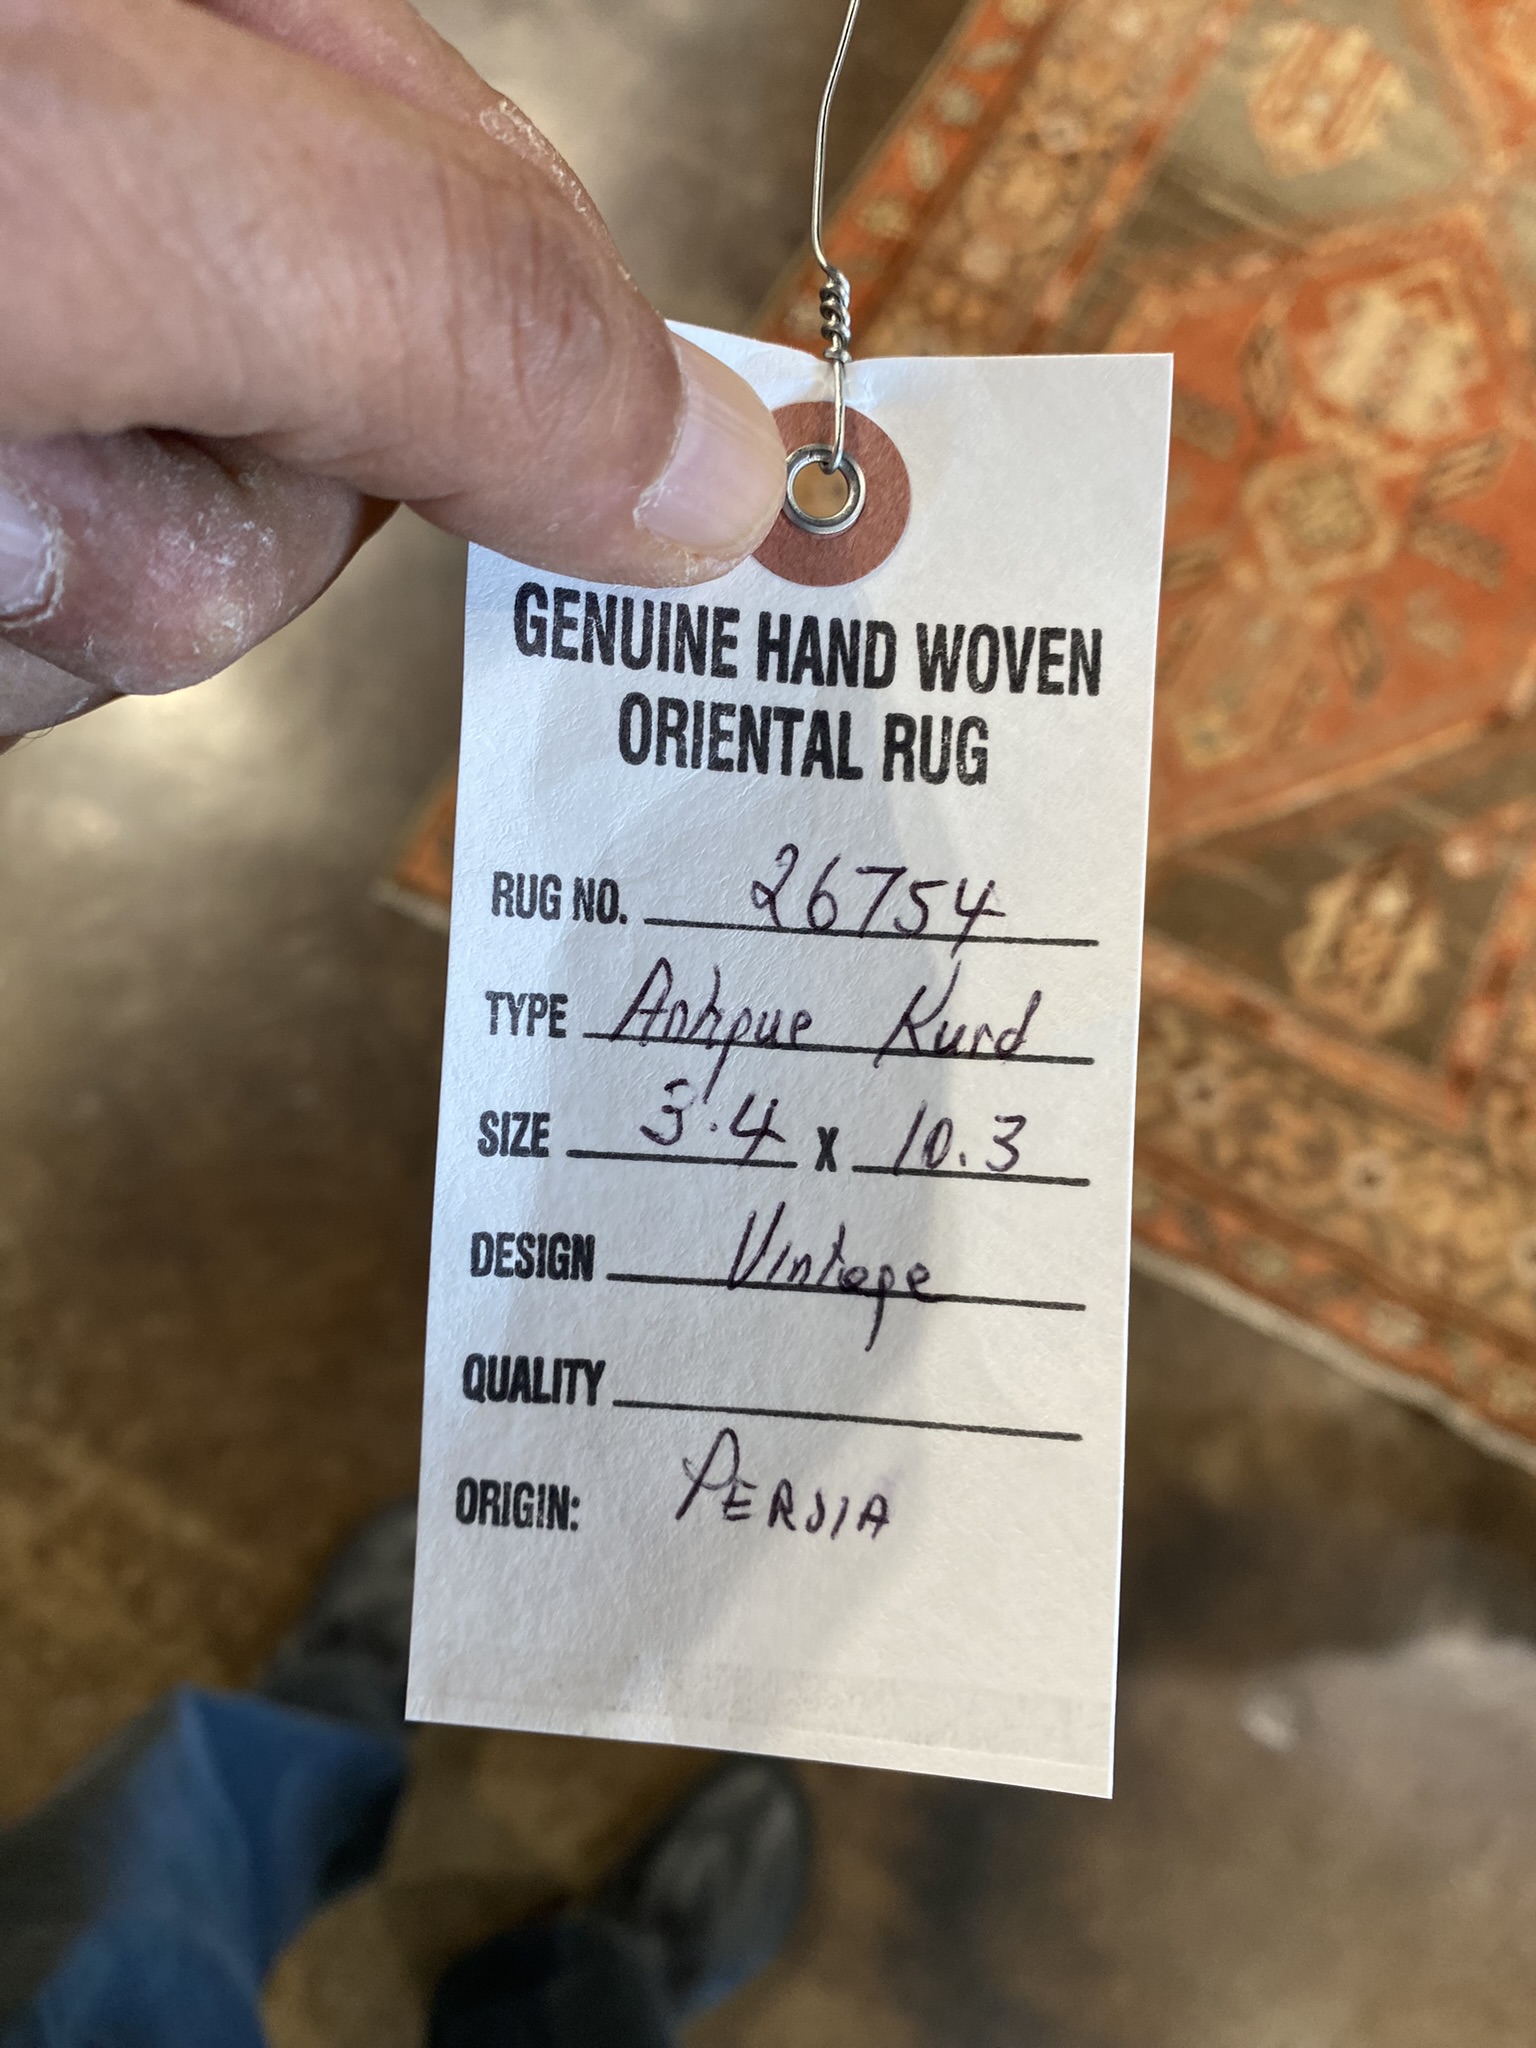 GENUINE HAND WOVEN
ORIENTAL RUG
RUG NO. 26754
TYPE Antique Kurd
SIZE 3.4 X 10.3
DESIGN Vintage
QUALITY
ORIGIN: PERSIA